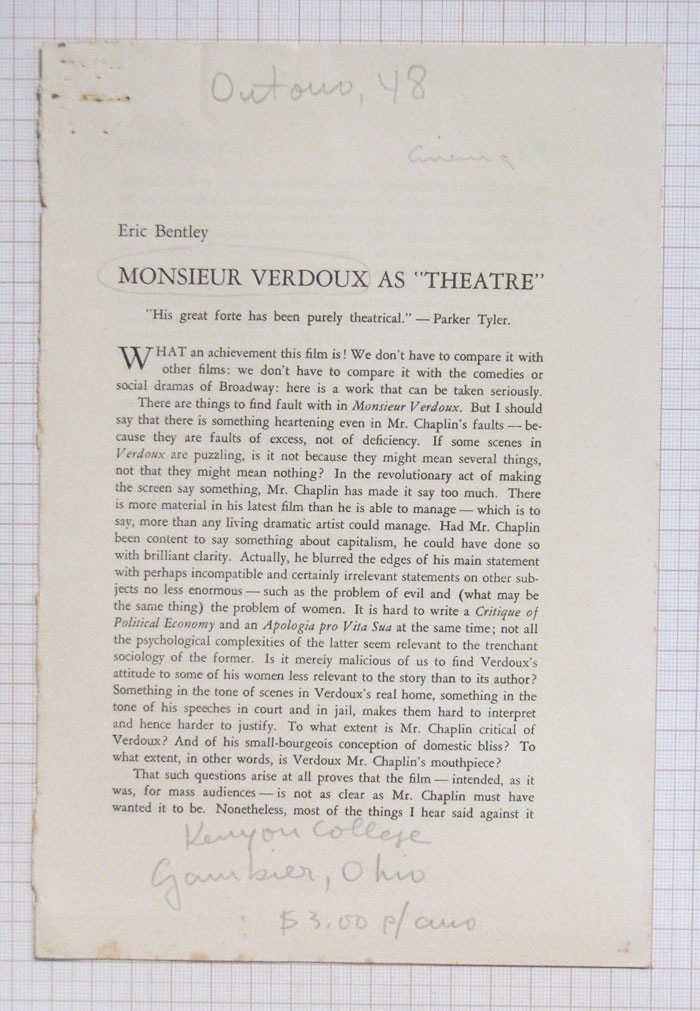 Outono, 48
cinema
Eric Bentley
MONSIEUR VERDOUX AS "THEATRE"
"His great forte has been purely theatrical." — Parker Tyler.
WHAT an achievement this film is! We don't have to compare it with
other films: we don't have to compare it with the comedies or
social dramas of Broadway: here is a work that can be taken seriously.
There are things to find fault with in Monsieur Verdoux. But I should
say that there is something heartening even in Mr. Chaplin's faults — be-
cause they are faults of excess, not of deficiency. If some scenes in
Verdoux are puzzling, is it not because they might mean several things,
not that they might mean nothing? In the revolutionary act of making
the screen say something, Mr. Chaplin has made it say too much. There
is more material in his latest film than he is able to manage — which is to
say, more than any living dramatic artist could manage. Had Mr. Chaplin
been content to say something about capitalism, he could have done so
with brilliant clarity. Actually, he blurred the edges of his main statement
with perhaps incompatible and certainly irrelevant statements on other sub-
jects no less enormous — such as the problem of evil and (what may be
the same thing) the problem of women. It is hard to write a Critique of
Political Economy and an Apologia pro Vita Sua at the same time; not all
the psychological complexities of the latter seem relevant to the trenchant
sociology of the former. Is it merely malicious of us to find Verdoux's
attitude to some of his women less relevant to the story than to its author?
Something in the tone of scenes in Verdoux's real home, something in the
tone of his speeches in court and in jail, makes them hard to interpret
and hence harder to justify. To what extent is Mr. Chaplin critical of
Verdoux? And of his small-bourgeois conception of domestic bliss? To
what extent, in other words, is Verdoux Mr. Chaplin's mouthpiece?
That such questions arise at all proves that the film — intended, as it
was, for mass audiences — is not as clear as Mr. Chaplin must have
wanted it to be. Nonetheless, most of the things I hear said against it
Kenyon College
Gambier, Ohio
$3.00 p/ano